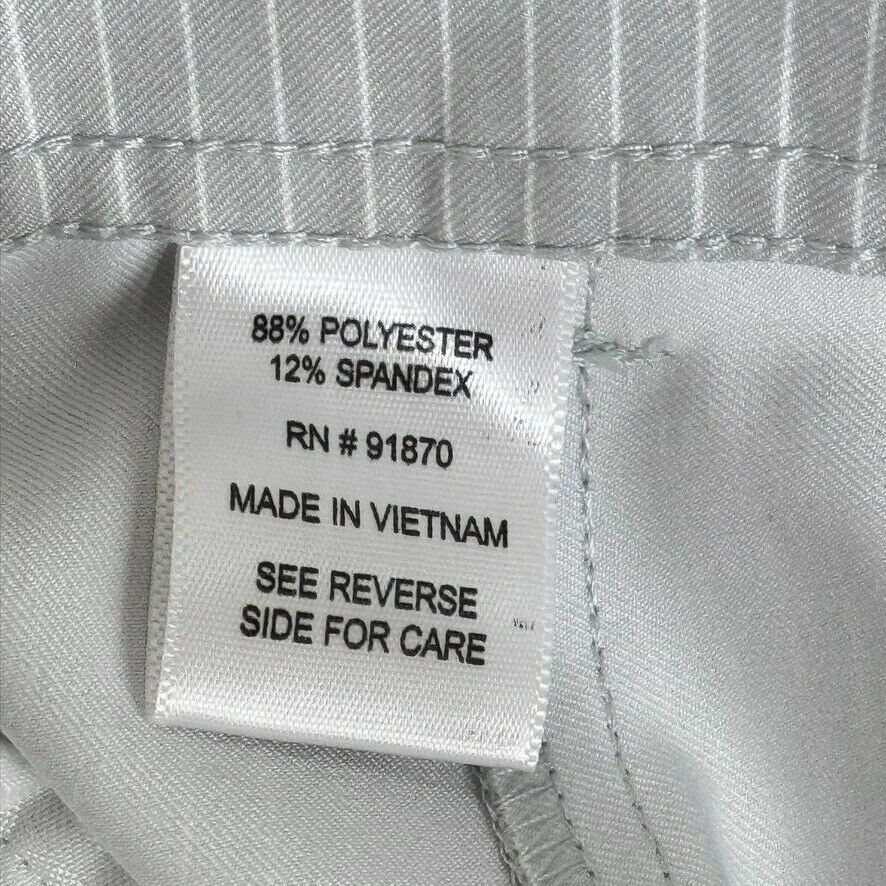 88% POLYESTER
12% SPANDEX
RN # 91870
MADE IN VIETNAM
SEE REVERSE
SIDE FOR CARE